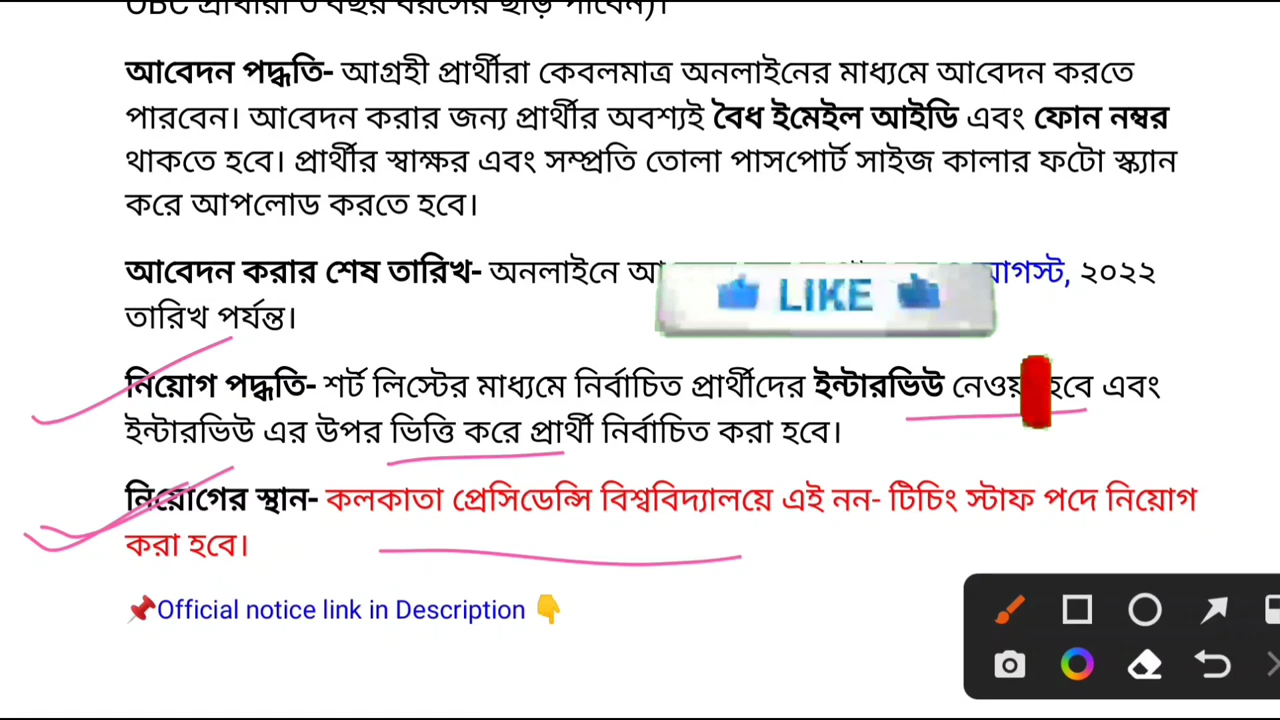 প্রার্থীরা ৩ বছর বয়সের ছাড় পাবেন)।
আবেদন পদ্ধতি- আগ্রহী প্রার্থীরা কেবলমাত্র অনলাইনের মাধ্যমে আবেদন করতে
পারবেন। আবেদন করার জন্য প্রার্থীর অবশ্যই বৈধ ইমেইল আইডি এবং ফোন নম্বর
থাকতে হবে। প্রার্থীর স্বাক্ষর এবং সম্প্রতি তোলা পাসপোর্ট সাইজ কালার ফটো স্ক্যান
করে আপলোড করতে হবে।
আবেদন করার শেষ তারিখ- অনলাইনে আগস্ট, ২০২২
LIKE
তারিখ পর্যন্ত।
নিয়োগ পদ্ধতি- শর্ট লিস্টের মাধ্যমে নির্বাচিত প্রার্থীদের ইন্টারভিউ হবে এবং
ইন্টারভিউ এর উপর ভিত্তি করে প্রার্থী নির্বাচিত করা হবে।
নিয়োগের স্থান- কলকাতা প্রেসিডেন্সি বিশ্ববিদ্যালয়ে এই নন- টিচিং স্টাফ পদে নিয়োগ
করা হবে।
Official notice link in Description